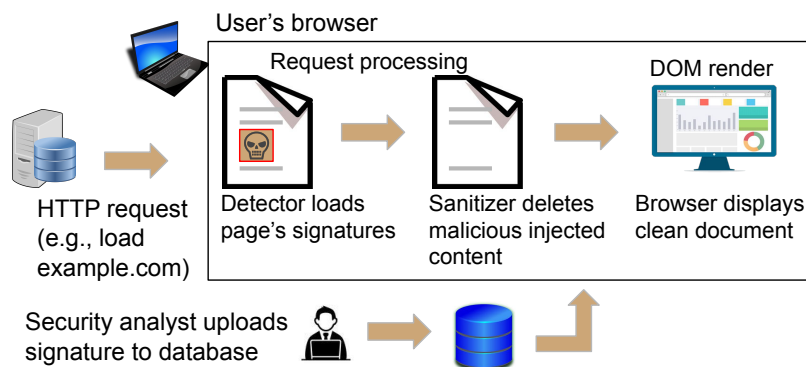 User's browser
Request processing
DOM render
HTTP request
(e.g., load
example.com)
Detector loads
page's signatures
Sanitizer deletes
malicious injected
content
Browser displays
clean document
Security analyst uploads
signature to database